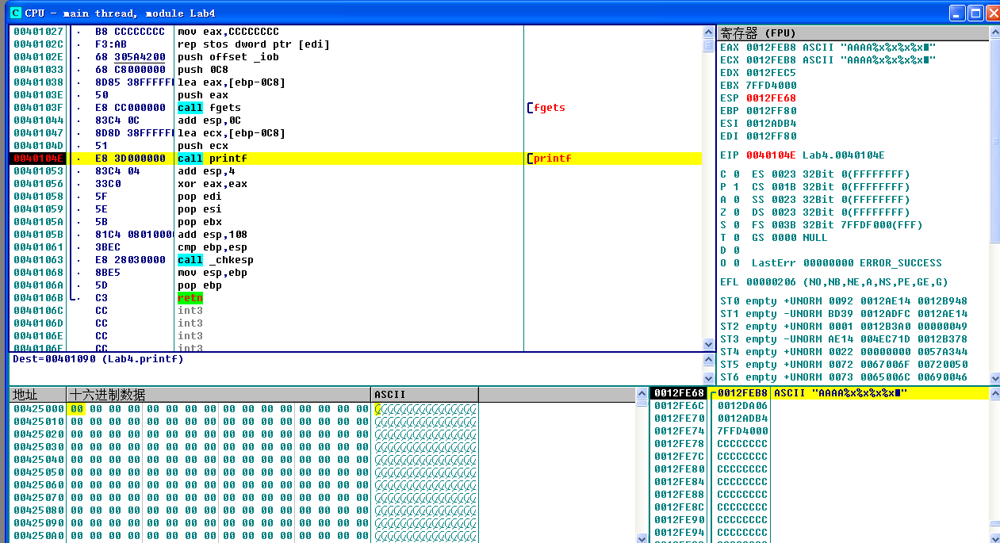 CPU - main thread, module Lab4
00401027 · B8 CCCCCCCC mov eax,CCCCCCCC
0040102C · F3:AB rep stos dword ptr [edi]
0040102E · 68 305A4200 push offset _iob
00401033 · 68 C8000000 push 0C8
00401038 · 8D85 38FFFFF lea eax,[ebp-0C8]
0040103E · 50 push eax
0040103F · E8 CC000000 call fgets [fgets
00401044 · 83C4 0C add esp,0C
00401047 · 8D8D 38FFFFF lea ecx,[ebp-0C8]
0040104D · 51 push ecx
0040104E · E8 3D000000 call printf [printf
00401053 · 83C4 04 add esp,4
00401056 · 33C0 xor eax,eax
00401058 · 5F pop edi
00401059 · 5E pop esi
0040105A · 5B pop ebx
0040105B · 81C4 0801000 add esp,108
00401061 · 3BEC cmp ebp,esp
00401063 · E8 28030000 call _chkesp
00401068 · 8BE5 mov esp,ebp
0040106A · 5D pop ebp
0040106B · C3 retn
0040106C CC int3
0040106D CC int3
0040106E CC int3
0040106F CC int3
Dest=00401090 (Lab4.printf)
寄存器 (FPU)
EAX 0012FEB8 ASCII "AAAA%x%x%x%x■"
ECX 0012FEB8 ASCII "AAAA%x%x%x%x■"
EDX 0012FEC5
EBX 7FFD4000
ESP 0012FE68
EBP 0012FF80
ESI 0012ADB4
EDI 0012FF80
EIP 0040104E Lab4.0040104E
C 0 ES 0023 32Bit 0(FFFFFFFF)
P 1 CS 001B 32Bit 0(FFFFFFFF)
A 0 SS 0023 32Bit 0(FFFFFFFF)
Z 0 DS 0023 32Bit 0(FFFFFFFF)
S 0 FS 003B 32Bit 7FFDF000(FFF)
T 0 GS 0000 NULL
D 0
O 0 LastErr 00000000 ERROR_SUCCESS
EFL 00000206 (NO,NB,NE,A,NS,PE,GE,G)
ST0 empty +UNORM 0092 0012AE14 0012B948
ST1 empty -UNORM BD39 0012ADFC 0012AE14
ST2 empty +UNORM 0001 0012B3A0 00000049
ST3 empty -UNORM AE14 004EC71D 0012B378
ST4 empty +UNORM 0022 00000000 0057A344
ST5 empty +UNORM 0072 0067006F 00720050
ST6 empty +UNORM 0073 0065006C 00690046
地址 十六进制数据 ASCII
00425000 00 00 00 00 00 00 00 00 00 00 00 00 00 00 00 00 @@@@@@@@@@@@@@@@
00425010 00 00 00 00 00 00 00 00 00 00 00 00 00 00 00 00 @@@@@@@@@@@@@@@@
00425020 00 00 00 00 00 00 00 00 00 00 00 00 00 00 00 00 @@@@@@@@@@@@@@@@
00425030 00 00 00 00 00 00 00 00 00 00 00 00 00 00 00 00 @@@@@@@@@@@@@@@@
00425040 00 00 00 00 00 00 00 00 00 00 00 00 00 00 00 00 @@@@@@@@@@@@@@@@
00425050 00 00 00 00 00 00 00 00 00 00 00 00 00 00 00 00 @@@@@@@@@@@@@@@@
00425060 00 00 00 00 00 00 00 00 00 00 00 00 00 00 00 00 @@@@@@@@@@@@@@@@
00425070 00 00 00 00 00 00 00 00 00 00 00 00 00 00 00 00 @@@@@@@@@@@@@@@@
00425080 00 00 00 00 00 00 00 00 00 00 00 00 00 00 00 00 @@@@@@@@@@@@@@@@
00425090 00 00 00 00 00 00 00 00 00 00 00 00 00 00 00 00 @@@@@@@@@@@@@@@@
004250A0 00 00 00 00 00 00 00 00 00 00 00 00 00 00 00 00 @@@@@@@@@@@@@@@@
0012FE68 0012FEB8 ASCII "AAAA%x%x%x%x■"
0012FE6C 0012DA06
0012FE70 0012ADB4
0012FE74 7FFD4000
0012FE78 CCCCCCCC
0012FE7C CCCCCCCC
0012FE80 CCCCCCCC
0012FE84 CCCCCCCC
0012FE88 CCCCCCCC
0012FE8C CCCCCCCC
0012FE90 CCCCCCCC
0012FE94 CCCCCCCC